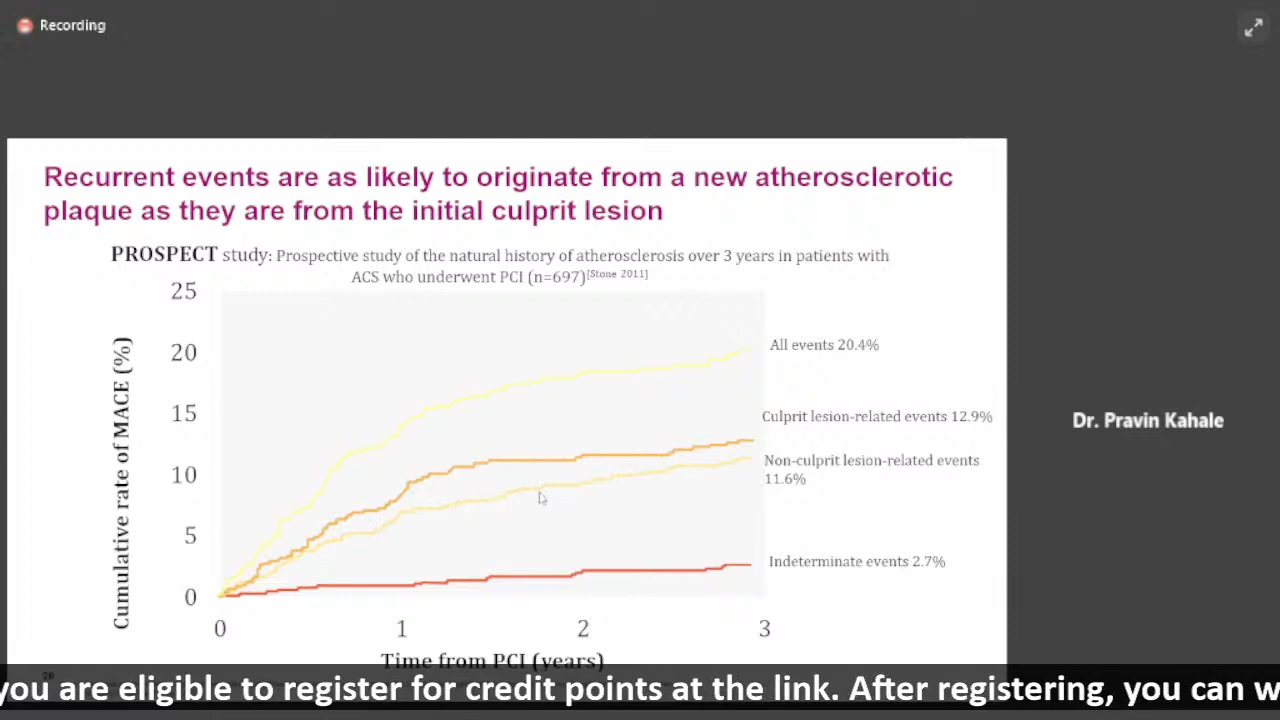 Recording
Recurrent events are as likely to originate from a new atherosclerotic
plaque as they are from the initial culprit lesion
PROSPECT study: Prospective study of the natural history of atherosclerosis over 3 years in patients with
ACS who underwent PCI (n=697)[Stone 2011]
Cumulative rate of MACE (%)
25
20
15
10
5
0
All events 20.4%
Culprit lesion-related events 12.9%
Non-culprit lesion-related events
11.6%
Indeterminate events 2.7%
0 1 2 3
Time from PCI (years)
Dr. Pravin Kahale
you are eligible to register for credit points at the link. After registering, you can w